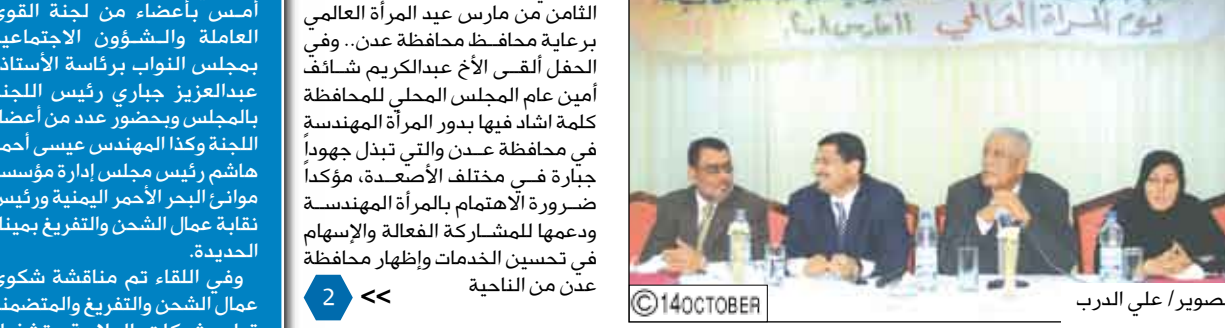 يوم المرأة العالمي
©14OCTOBER
تصوير/ علي الدرب
الثامن من مارس عيد المرأة العالمي
برعاية محافظ محافظة عدن.. وفي
الحفل ألقى الأخ عبدالكريم شائف
أمين عام المجلس المحلي للمحافظة
كلمة اشاد فيها بدور المرأة المهندسة
في محافظة عدن والتي تبذل جهوداً
جبارة في مختلف الأصعدة، مؤكداً
ضرورة الاهتمام بالمرأة المهندسة
ودعمها للمشاركة الفعالة والإسهام
في تحسين الخدمات وإظهار محافظة
عدن من الناحية
>> 2
أمس بأعضاء من لجنة القوى
العاملة والشؤون الاجتماعية
بمجلس النواب برئاسة الأستاذ
عبدالعزيز جباري رئيس اللجنة
بالمجلس وبحضور عدد من أعضاء
اللجنة وكذا المهندس عيسى أحمد
هاشم رئيس مجلس إدارة مؤسسة
موانئ البحر الأحمر اليمنية ورئيس
نقابة عمال الشحن والتفريغ بميناء
الحديدة.
وفي اللقاء تم مناقشة شكوى
عمال الشحن والتفريغ والمتضمنة